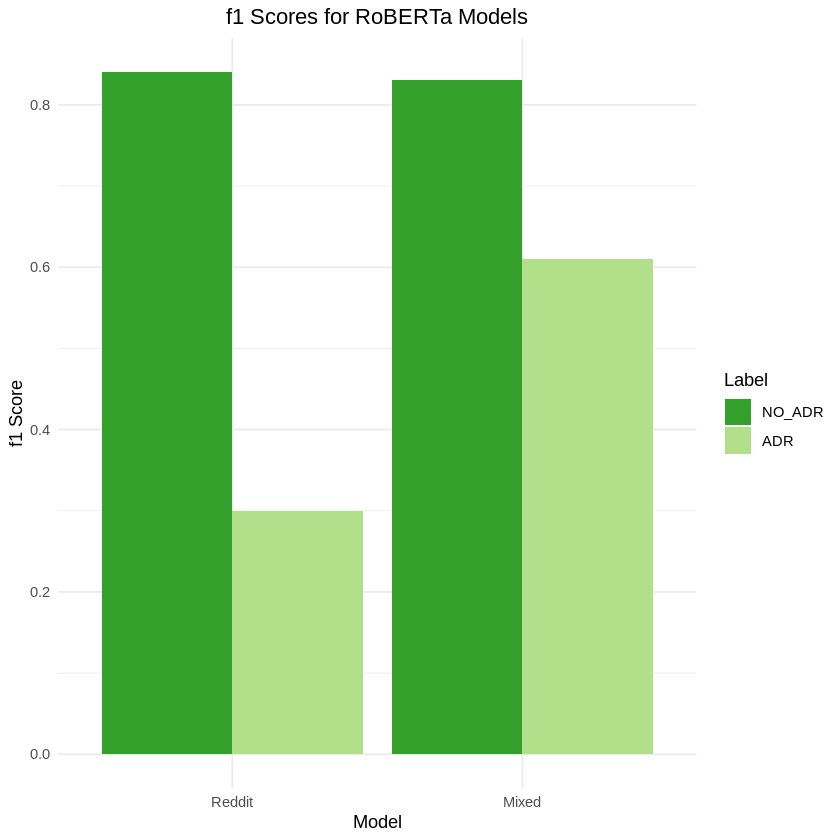 f1 Scores for RoBERTa Models
f1 Score
0.8
0.6
0.4
0.2
0.0
Reddit
Mixed
Model
Label
NO_ADR
ADR